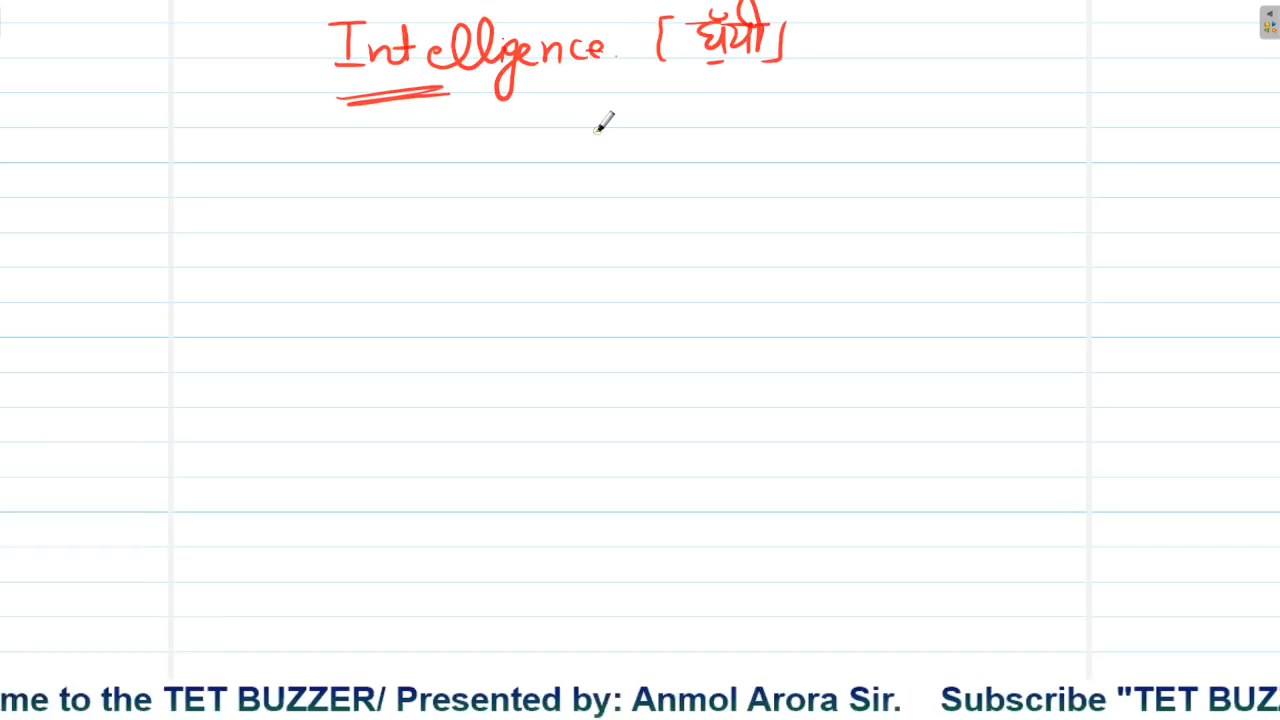 Intelligence. [ ਬੁੱਧੀ ]
me to the TET BUZZER/ Presented by: Anmol Arora Sir. Subscribe "TET BUZ